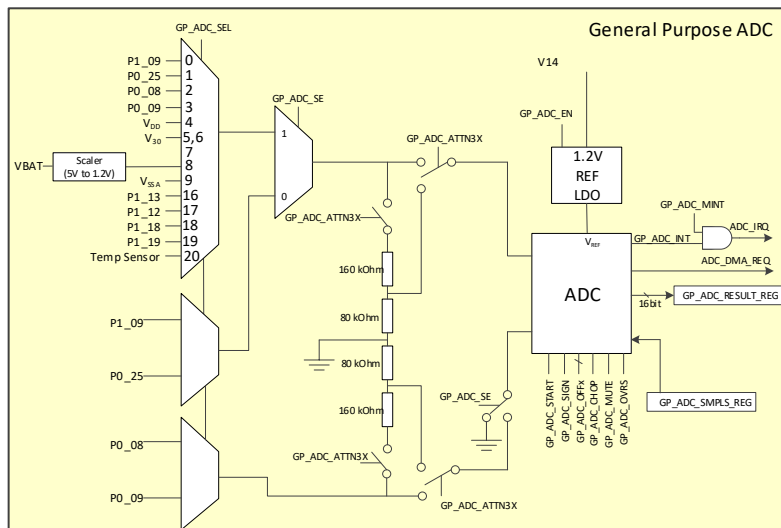 General Purpose ADC
GP_ADC_SEL
P1_09
0
P0_25
1
P0_08
2
P0_09
3
VDD
4
V30
5,6
7
VBAT
Scaler
(5V to 1.2V)
8
VSSA
9
P1_13
16
P1_12
17
P1_18
18
P1_19
19
Temp Sensor
20
GP_ADC_SE
1
0
GP_ADC_ATTN3X
GP_ADC_ATTN3X
160 kOhm
80 kOhm
80 kOhm
160 kOhm
GP_ADC_ATTN3X
GP_ADC_ATTN3X
GP_ADC_SE
P1_09
P0_25
P0_08
P0_09
V14
GP_ADC_EN
1.2V
REF
LDO
VREF
ADC
GP_ADC_MINT
GP_ADC_INT
ADC_IRQ
ADC_DMA_REQ
16bit
GP_ADC_RESULT_REG
GP_ADC_SMPLS_REG
GP_ADC_START
GP_ADC_SIGN
GP_ADC_OFFx
GP_ADC_CHOP
GP_ADC_MUTE
GP_ADC_OVRS